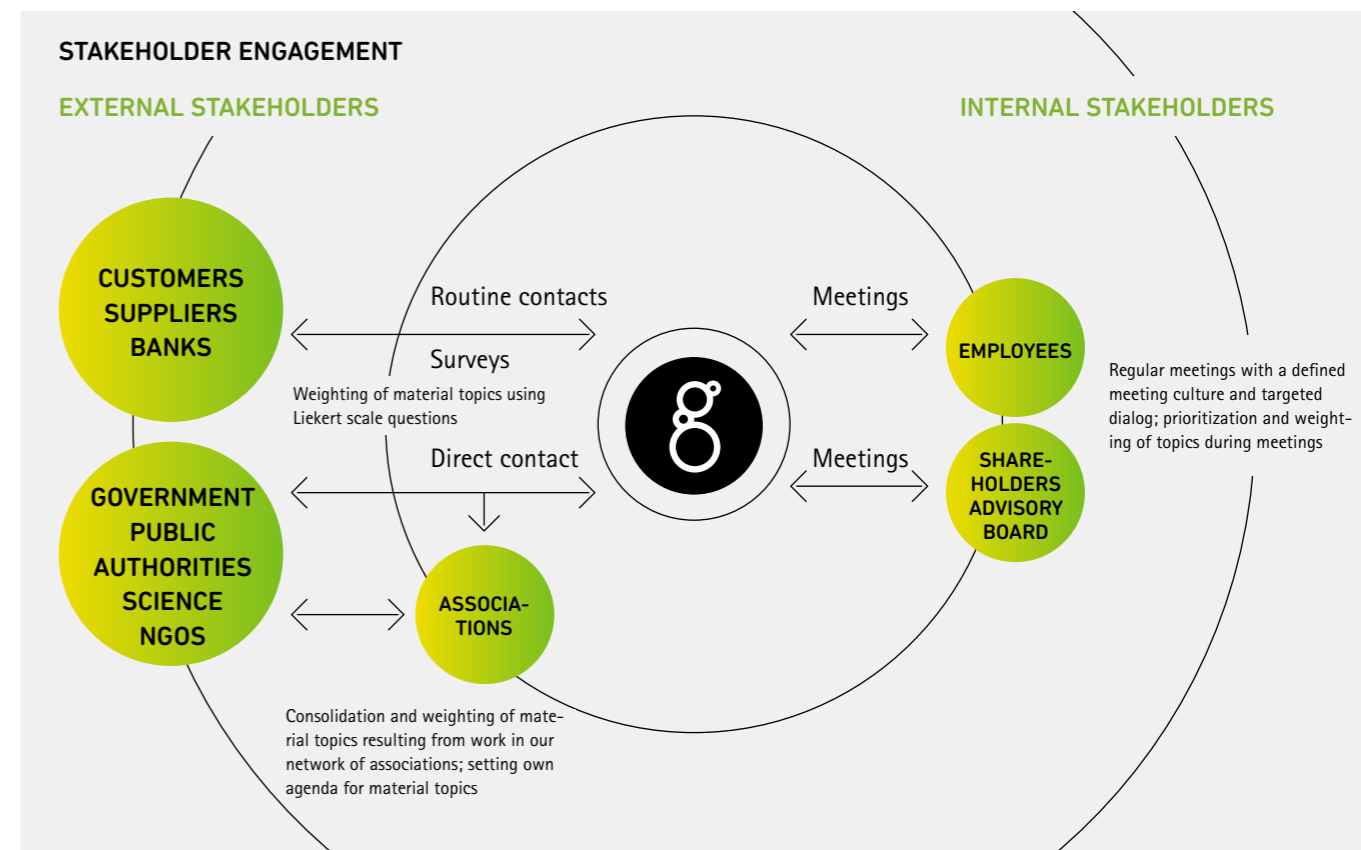 STAKEHOLDER ENGAGEMENT
EXTERNAL STAKEHOLDERS
INTERNAL STAKEHOLDERS
CUSTOMERS
SUPPLIERS
BANKS
Routine contacts
Surveys
Weighting of material topics using
Liekert scale questions
Meetings
EMPLOYEES
Regular meetings with a defined
meeting culture and targeted
dialog; prioritization and weight-
ing of topics during meetings
GOVERNMENT
PUBLIC
AUTHORITIES
SCIENCE
NGOS
Direct contact
g
Meetings
SHARE-
HOLDERS
ADVISORY
BOARD
ASSOCIA-
TIONS
Consolidation and weighting of mate-
rial topics resulting from work in our
network of associations; setting own
agenda for material topics